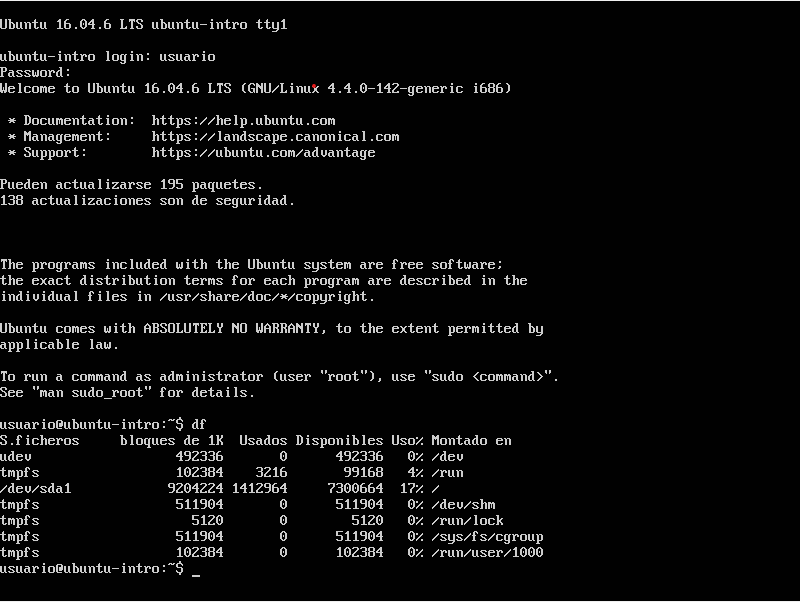 Ubuntu 16.04.6 LTS ubuntu-intro tty1
ubuntu-intro login: usuario
Password:
Welcome to Ubuntu 16.04.6 LTS (GNU/Linux 4.4.0-142-generic i686)
* Documentation:  https://help.ubuntu.com
* Management:     https://landscape.canonical.com
* Support:        https://ubuntu.com/advantage
Pueden actualizarse 195 paquetes.
138 actualizaciones son de seguridad.
The programs included with the Ubuntu system are free software;
the exact distribution terms for each program are described in the
individual files in /usr/share/doc/*/copyright.
Ubuntu comes with ABSOLUTELY NO WARRANTY, to the extent permitted by
applicable law.
To run a command as administrator (user "root"), use "sudo <command>".
See "man sudo_root" for details.
usuario@ubuntu-intro:~$ df
S.ficheros     bloques de 1K  Usados Disponibles Uso% Montado en
udev                  492336       0      492336   0% /dev
tmpfs                 102384    3216       99168   4% /run
/dev/sda1            9204224 1412964     7300664  17% /
tmpfs                 511904       0      511904   0% /dev/shm
tmpfs                   5120       0        5120   0% /run/lock
tmpfs                 511904       0      511904   0% /sys/fs/cgroup
tmpfs                 102384       0      102384   0% /run/user/1000
usuario@ubuntu-intro:~$ _